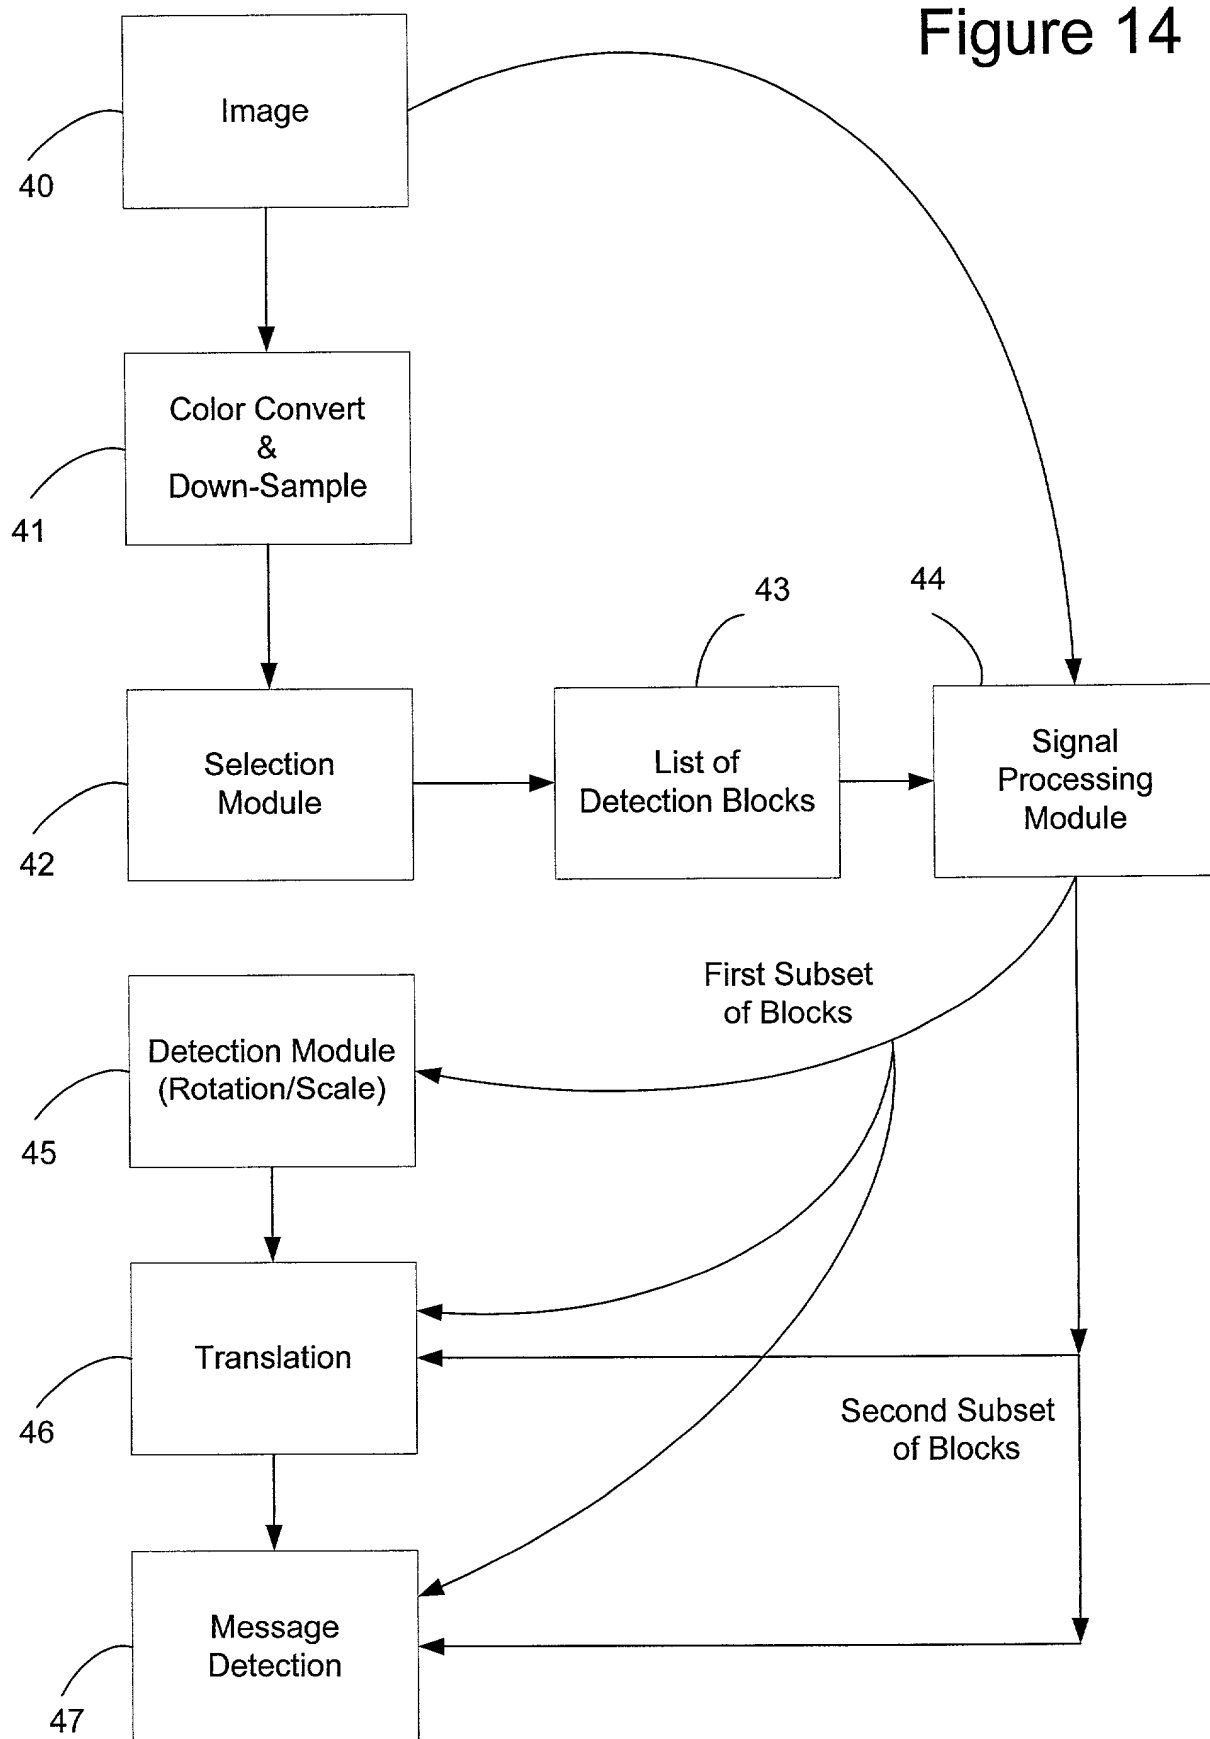 Figure 14
Image
40
Color Convert
&
Down-Sample
41
43
44
Selection
Module
42
List of
Detection Blocks
Signal
Processing
Module
First Subset
of Blocks
Detection Module
(Rotation/Scale)
45
Translation
46
Second Subset
of Blocks
Message
Detection
47